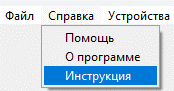 Файл Справка Устройства
Помощь
О программе
Инструкция